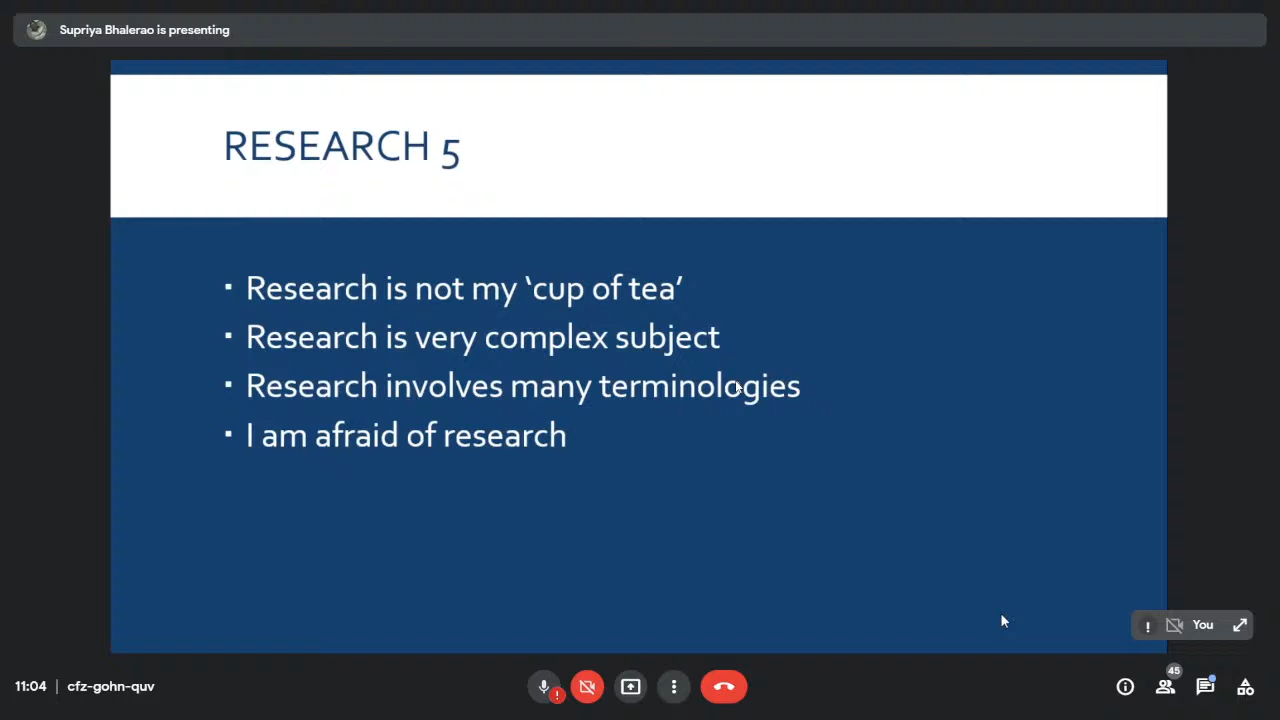 Supriya Bhalerao is presenting
RESEARCH 5
▪ Research is not my ‘cup of tea’
▪ Research is very complex subject
▪ Research involves many terminologies
▪ I am afraid of research
You
45
11:04 | cfz-gohn-quv